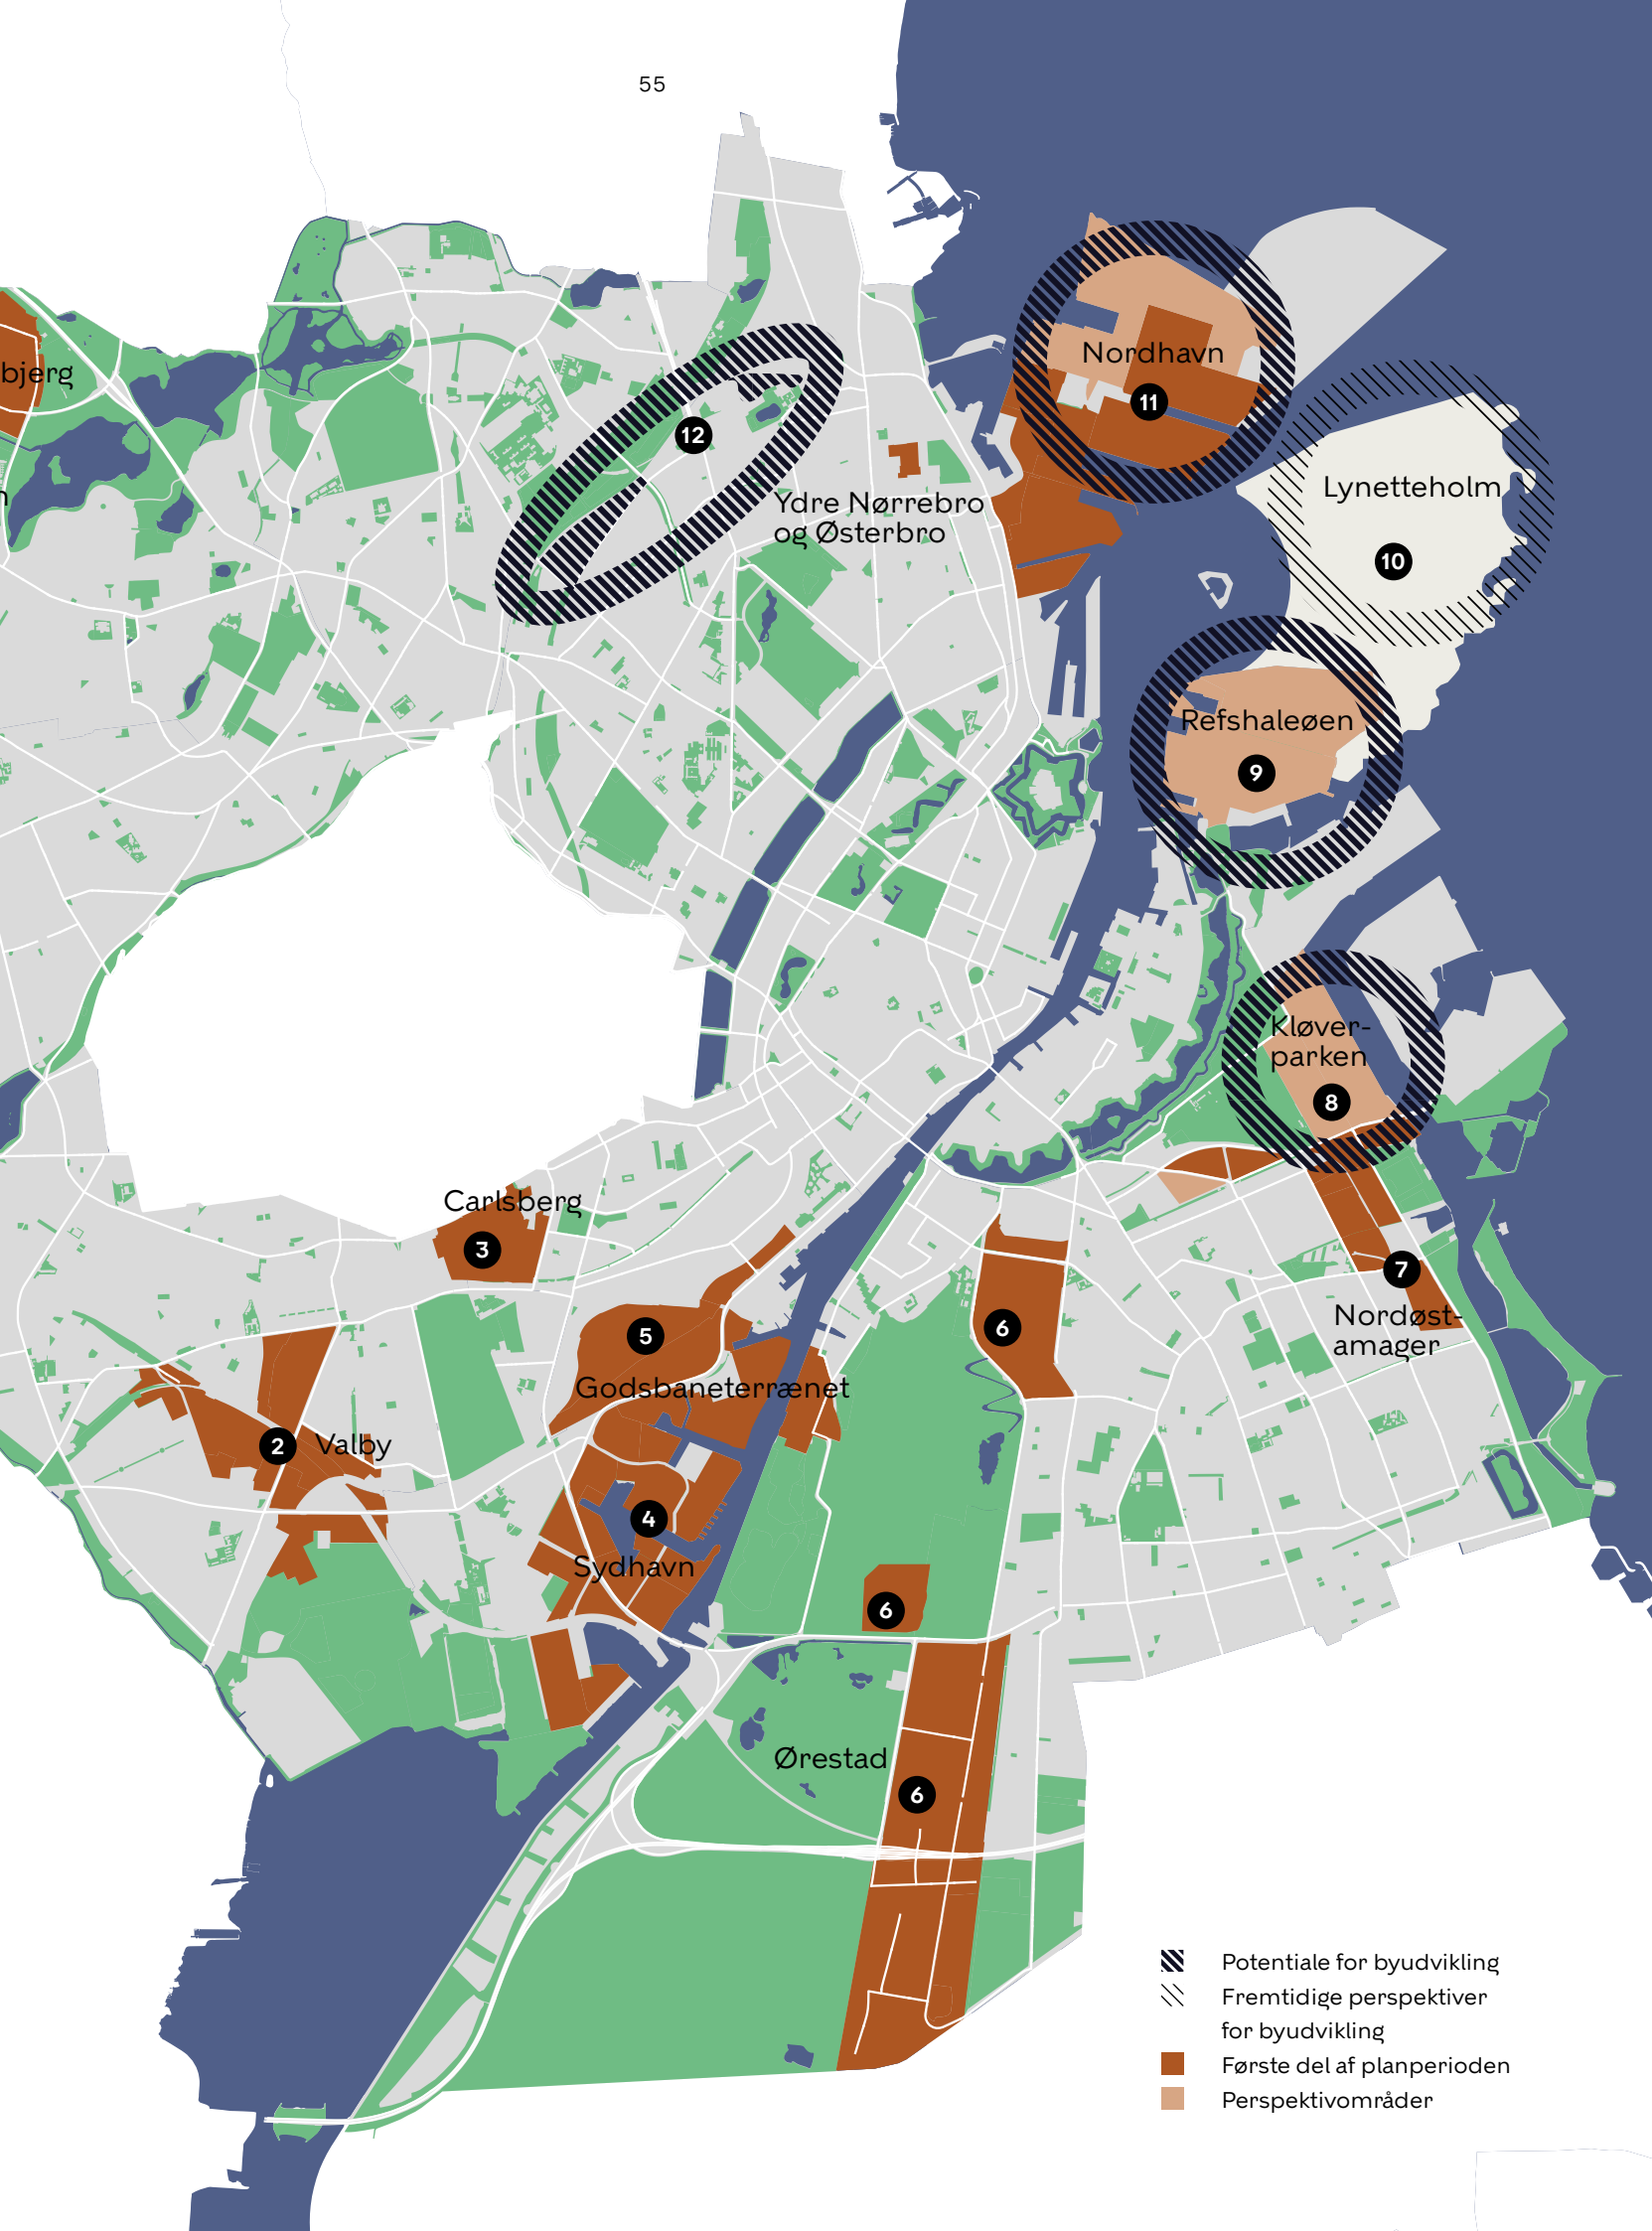 55
bjerg
Nordhavn
11
12
Lynetteholm
n
Ydre Nørrebro
og Østerbro
10
Refshaleøen
9
Kløver-
parken
8
Carlsberg
3
7
Nordøst-
amager
5
6
Godsbaneterrænet
2
Valby
4
Sydhavn
6
Ørestad
6
Potentiale for byudvikling
Fremtidige perspektiver
for byudvikling
Første del af planperioden
Perspektivområder